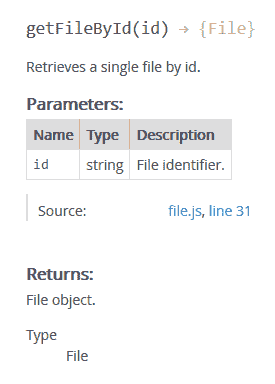 getFileById(id) → {File}
Retrieves a single file by id.
Parameters:
Name Type Description
id string File identifier.
Source: file.js, line 31
Returns:
File object.
Type
File